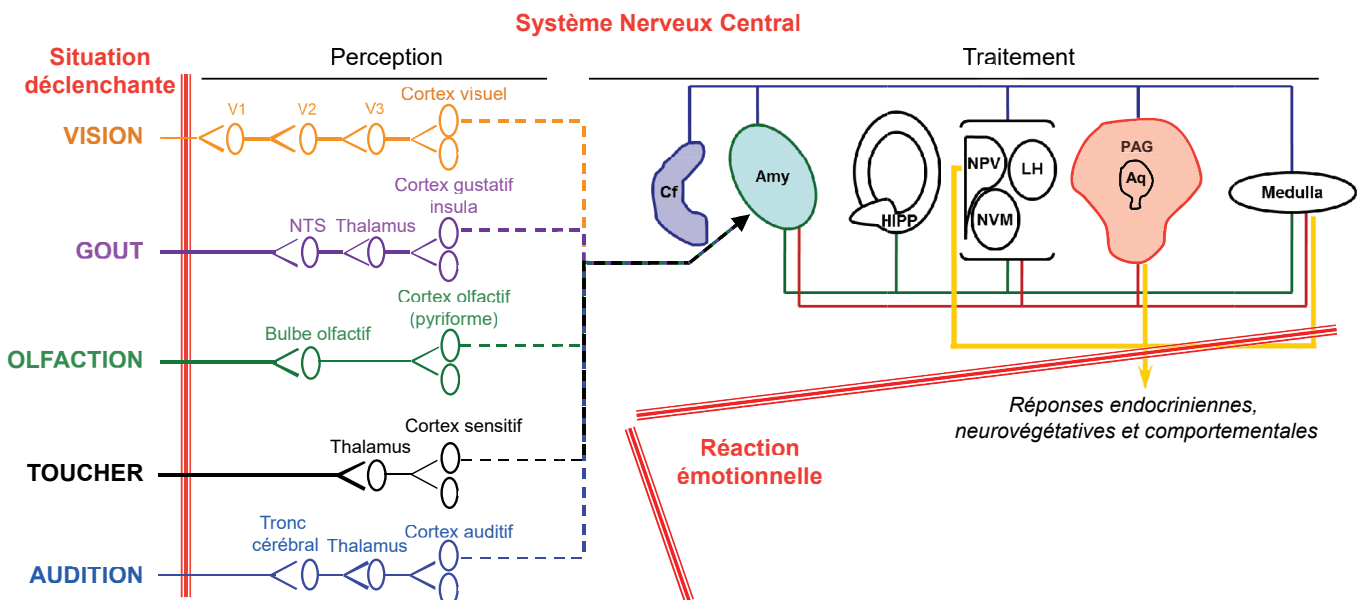 Système Nerveux Central
Situation
déclenchante
Perception
Traitement
VISION
V1
V2
V3
Cortex visuel
GOUT
NTS
Thalamus
Cortex gustatif
insula
OLFACTION
Bulbe olfactif
Cortex olfactif
(pyriforme)
TOUCHER
Thalamus
Cortex sensitif
AUDITION
Tronc
cérébral
Thalamus
Cortex auditif
Cf
Amy
HIPP
NPV
LH
NVM
PAG
Aq
Medulla
Réponses endocriniennes,
neurovégétatives et comportementales
Réaction
émotionnelle